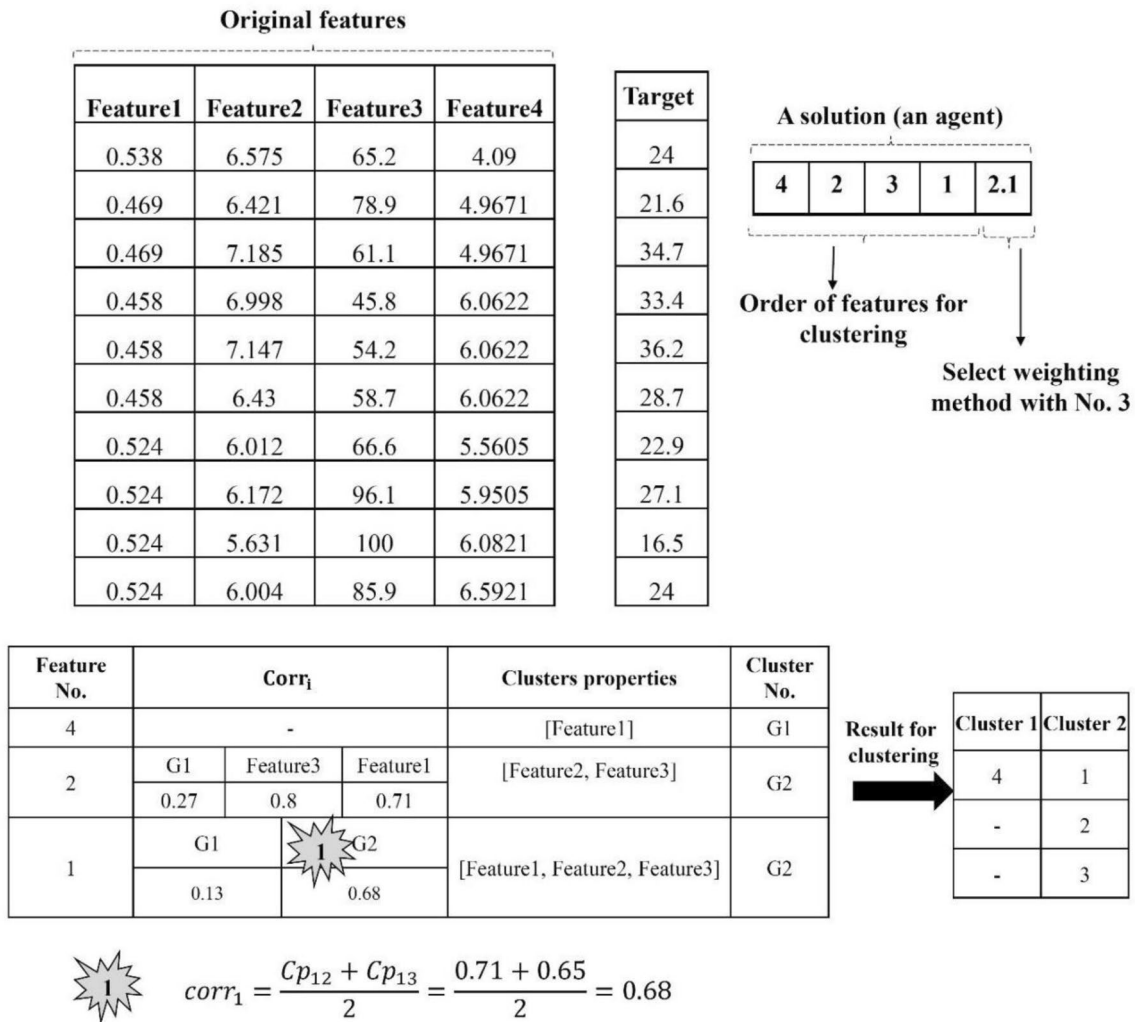 Original features
Feature1 Feature2 Feature3 Feature4
0.538 6.575 65.2 4.09
0.469 6.421 78.9 4.9671
0.469 7.185 61.1 4.9671
0.458 6.998 45.8 6.0622
0.458 7.147 54.2 6.0622
0.458 6.43 58.7 6.0622
0.524 6.012 66.6 5.5605
0.524 6.172 96.1 5.9505
0.524 5.631 100 6.0821
0.524 6.004 85.9 6.5921
Target
24
21.6
34.7
33.4
36.2
28.7
22.9
27.1
16.5
24
A solution (an agent)
4 2 3 1 2.1
Order of features for
clustering
Select weighting
method with No. 3
Feature
No.
Corrᵢ
Clusters properties
Cluster
No.
4 - [Feature1] G1
2
G1 Feature3 Feature1
0.27 0.8 0.71
[Feature2, Feature3]
G2
1
G1 1 G2
0.13 0.68
[Feature1, Feature2, Feature3]
G2
Result for
clustering
Cluster 1 Cluster 2
4 1
- 2
- 3
1 corr₁ = (Cp₁₂ + Cp₁₃)/2 = (0.71 + 0.65)/2 = 0.68